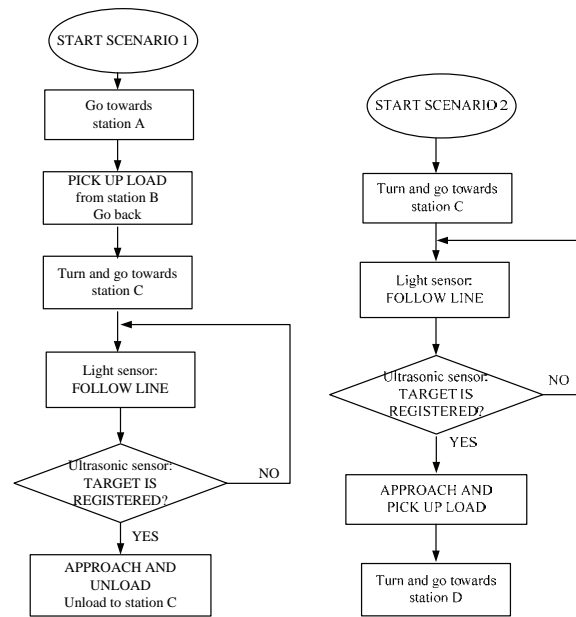 START SCENARIO 1
Go towards
station A
PICK UP LOAD
from station B
Go back
Turn and go towards
station C
Light sensor:
FOLLOW LINE
Ultrasonic sensor:
TARGET IS
REGISTERED?
NO
YES
APPROACH AND
UNLOAD
Unload to station C
START SCENARIO 2
Turn and go towards
station C
Light sensor:
FOLLOW LINE
Ultrasonic sensor:
TARGET IS
REGISTERED?
NO
YES
APPROACH AND
PICK UP LOAD
Turn and go towards
station D